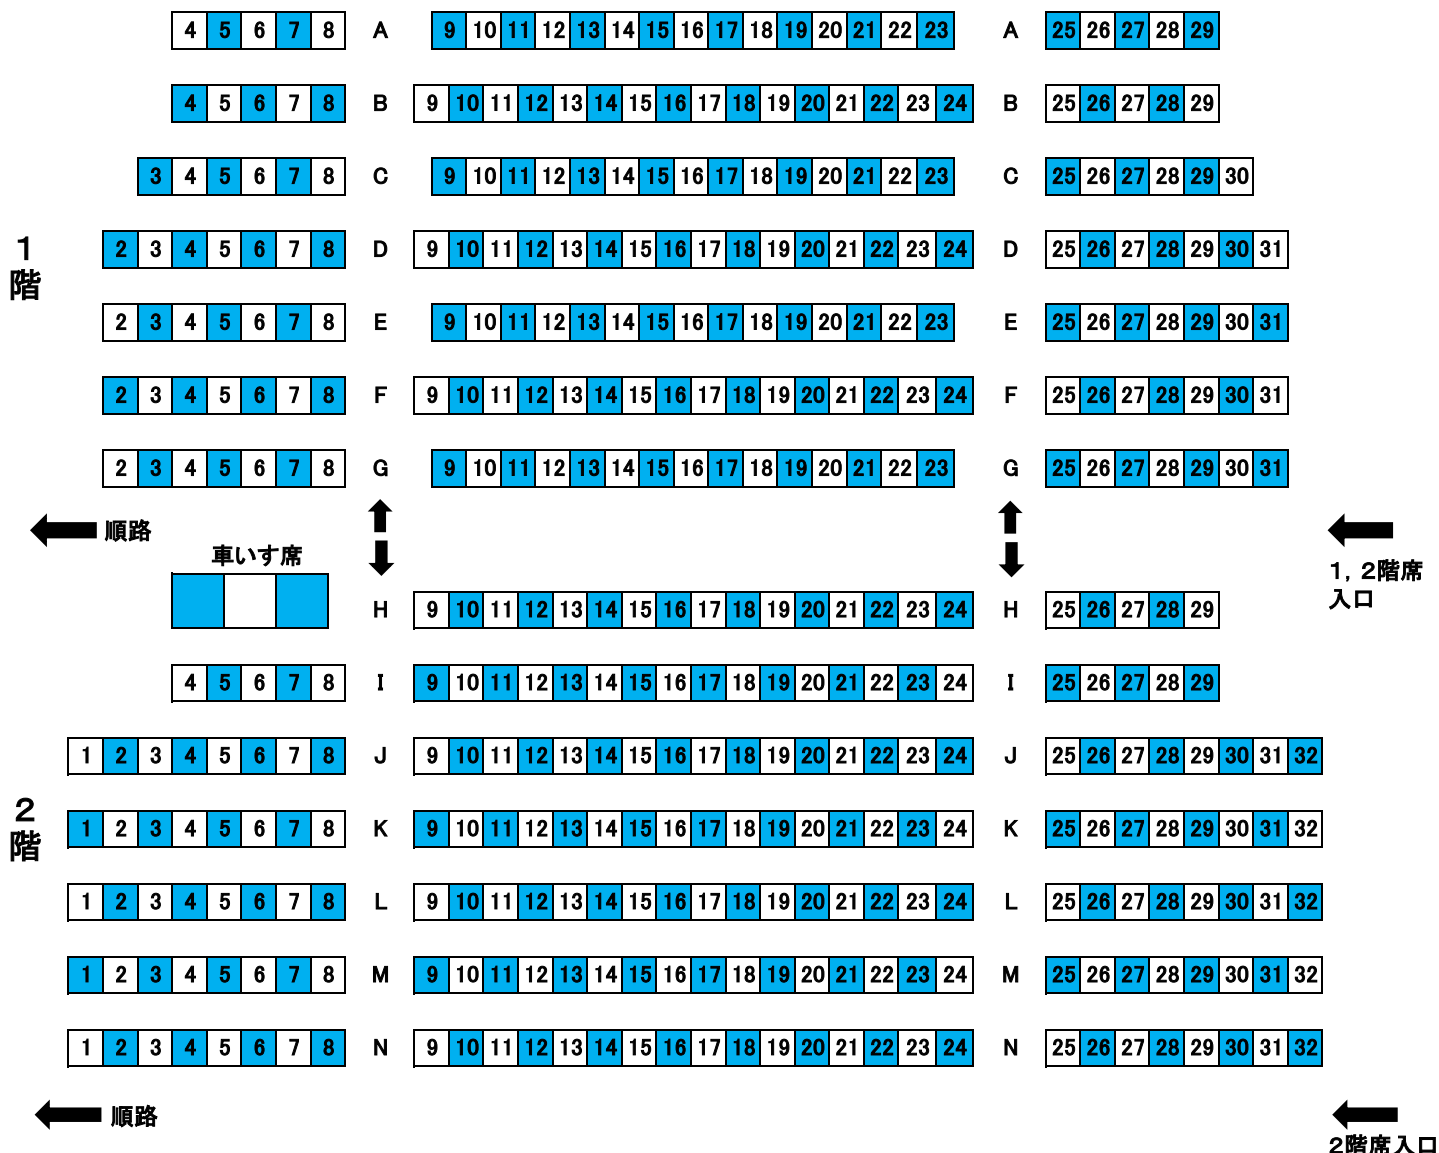 4 5 6 7 8 A 9 10 11 12 13 14 15 16 17 18 19 20 21 22 23 A 25 26 27 28 29
4 5 6 7 8 B 9 10 11 12 13 14 15 16 17 18 19 20 21 22 23 24 B 25 26 27 28 29
3 4 5 6 7 8 C 9 10 11 12 13 14 15 16 17 18 19 20 21 22 23 C 25 26 27 28 29 30
1階
2 3 4 5 6 7 8 D 9 10 11 12 13 14 15 16 17 18 19 20 21 22 23 24 D 25 26 27 28 29 30 31
2 3 4 5 6 7 8 E 9 10 11 12 13 14 15 16 17 18 19 20 21 22 23 E 25 26 27 28 29 30 31
2 3 4 5 6 7 8 F 9 10 11 12 13 14 15 16 17 18 19 20 21 22 23 24 F 25 26 27 28 29 30 31
2 3 4 5 6 7 8 G 9 10 11 12 13 14 15 16 17 18 19 20 21 22 23 G 25 26 27 28 29 30 31
順路
車いす席
1，2階席
入口
H 9 10 11 12 13 14 15 16 17 18 19 20 21 22 23 24 H 25 26 27 28 29
4 5 6 7 8 I 9 10 11 12 13 14 15 16 17 18 19 20 21 22 23 24 I 25 26 27 28 29
1 2 3 4 5 6 7 8 J 9 10 11 12 13 14 15 16 17 18 19 20 21 22 23 24 J 25 26 27 28 29 30 31 32
2階
1 2 3 4 5 6 7 8 K 9 10 11 12 13 14 15 16 17 18 19 20 21 22 23 24 K 25 26 27 28 29 30 31 32
1 2 3 4 5 6 7 8 L 9 10 11 12 13 14 15 16 17 18 19 20 21 22 23 24 L 25 26 27 28 29 30 31 32
1 2 3 4 5 6 7 8 M 9 10 11 12 13 14 15 16 17 18 19 20 21 22 23 24 M 25 26 27 28 29 30 31 32
1 2 3 4 5 6 7 8 N 9 10 11 12 13 14 15 16 17 18 19 20 21 22 23 24 N 25 26 27 28 29 30 31 32
順路
2階席入口